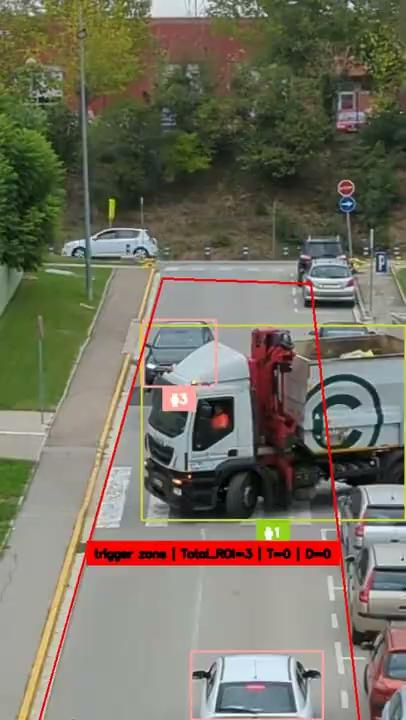 P
#3
©
#1
trigger zone | Total_ROI=3 | T=0 | D=0